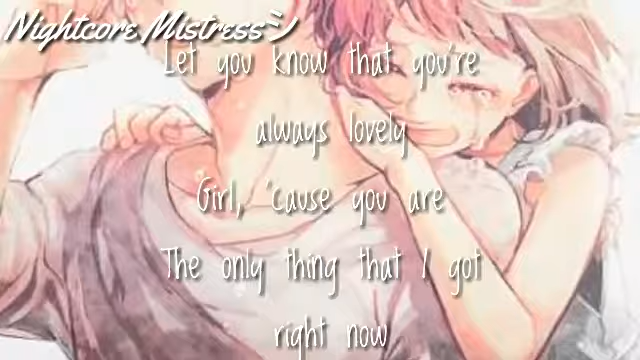 Nightcore Mistressシ
Let you know that you're
always lovely
Girl, 'cause you are
The only thing that I got
right now